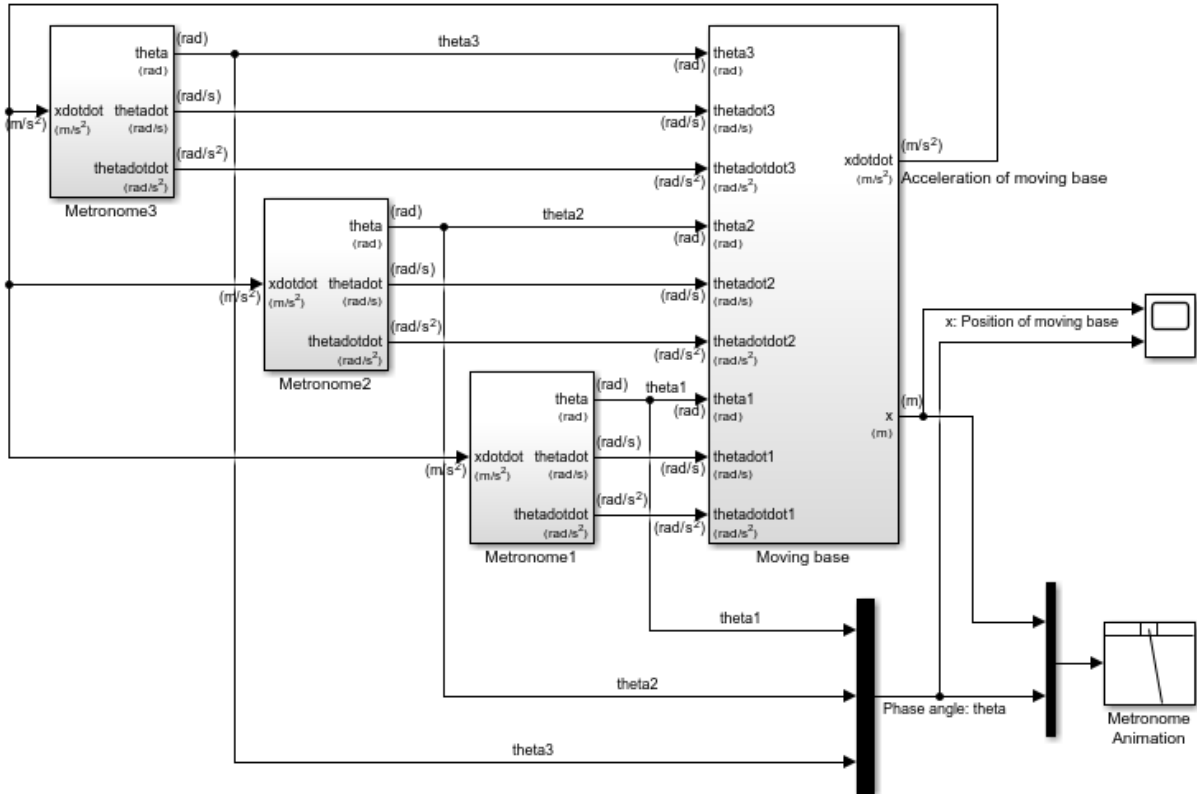 (rad)
theta3
theta
(rad)
(rad)
theta3
(rad)
(rad/s)
xdotdot
(m/s²)
(m/s²)
thetadot
(rad/s)
(rad/s)
thetadot3
(rad/s)
(rad/s²)
thetadotdot
(rad/s²)
(rad/s²)
thetadotdot3
(rad/s²)
xdotdot
(m/s²)
(m/s²)
Acceleration of moving base
Metronome3
(rad)
theta2
theta
(rad)
(rad)
theta2
(rad)
(rad/s)
xdotdot
(m/s²)
(m/s²)
thetadot
(rad/s)
(rad/s)
thetadot2
(rad/s)
(rad/s²)
thetadotdot
(rad/s²)
(rad/s²)
thetadotdot2
(rad/s²)
x: Position of moving base
Metronome2
(rad)
theta1
theta
(rad)
(rad)
theta1
(rad)
(m)
x
(m)
(rad/s)
xdotdot
(m/s²)
(m/s²)
thetadot
(rad/s)
(rad/s)
thetadot1
(rad/s)
(rad/s²)
thetadotdot
(rad/s²)
(rad/s²)
thetadotdot1
(rad/s²)
Metronome1
Moving base
theta1
theta2
Phase angle: theta
theta3
Metronome
Animation